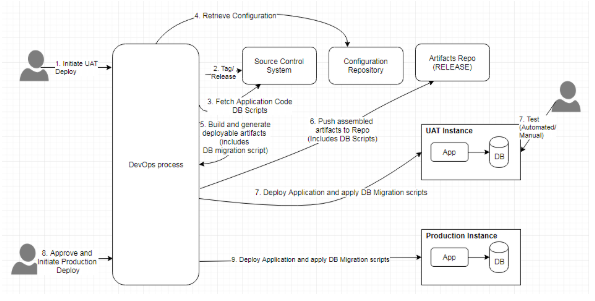 4. Retrieve Configuration
1. Initiate UAT
Deploy
2. Tag/
Release
Source Control
System
Configuration
Repository
Artifacts Repo
(RELEASE)
3. Fetch Application Code
DB Scripts
5. Build and generate
deployable artifacts
(includes
DB migration script)
6. Push assembled
artifacts to Repo
(Includes DB Scripts)
7. Test
(Automated/
Manual)
UAT Instance
App
DB
DevOps process
7. Deploy Application and apply DB Migration scripts
Production Instance
App
DB
8. Approve and
Initiate Production
Deploy
9. Deploy Application and apply DB Migration scripts